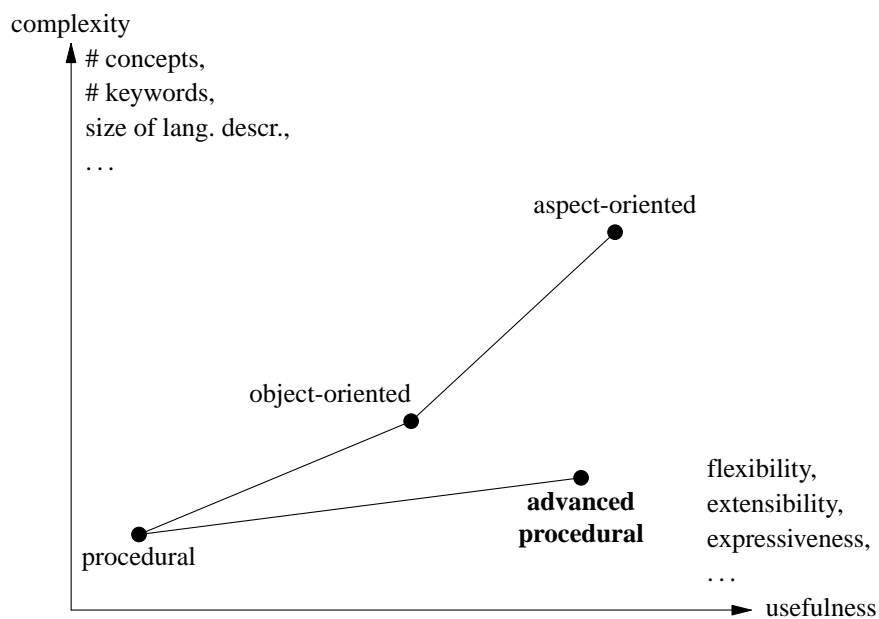 complexity
# concepts,
# keywords,
size of lang. descr.,
. . .
aspect-oriented
object-oriented
advanced
procedural
procedural
flexibility,
extensibility,
expressiveness,
. . .
usefulness